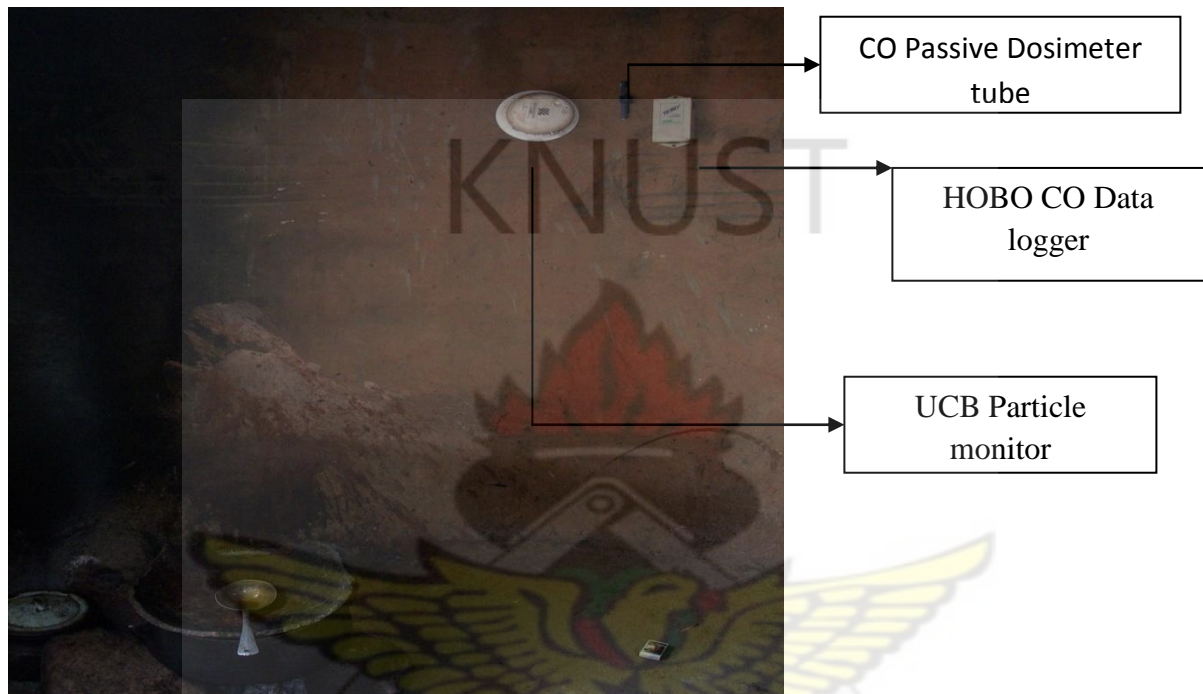 CO Passive Dosimeter
tube
KNUST
HOBO CO Data
logger
UCB Particle
monitor